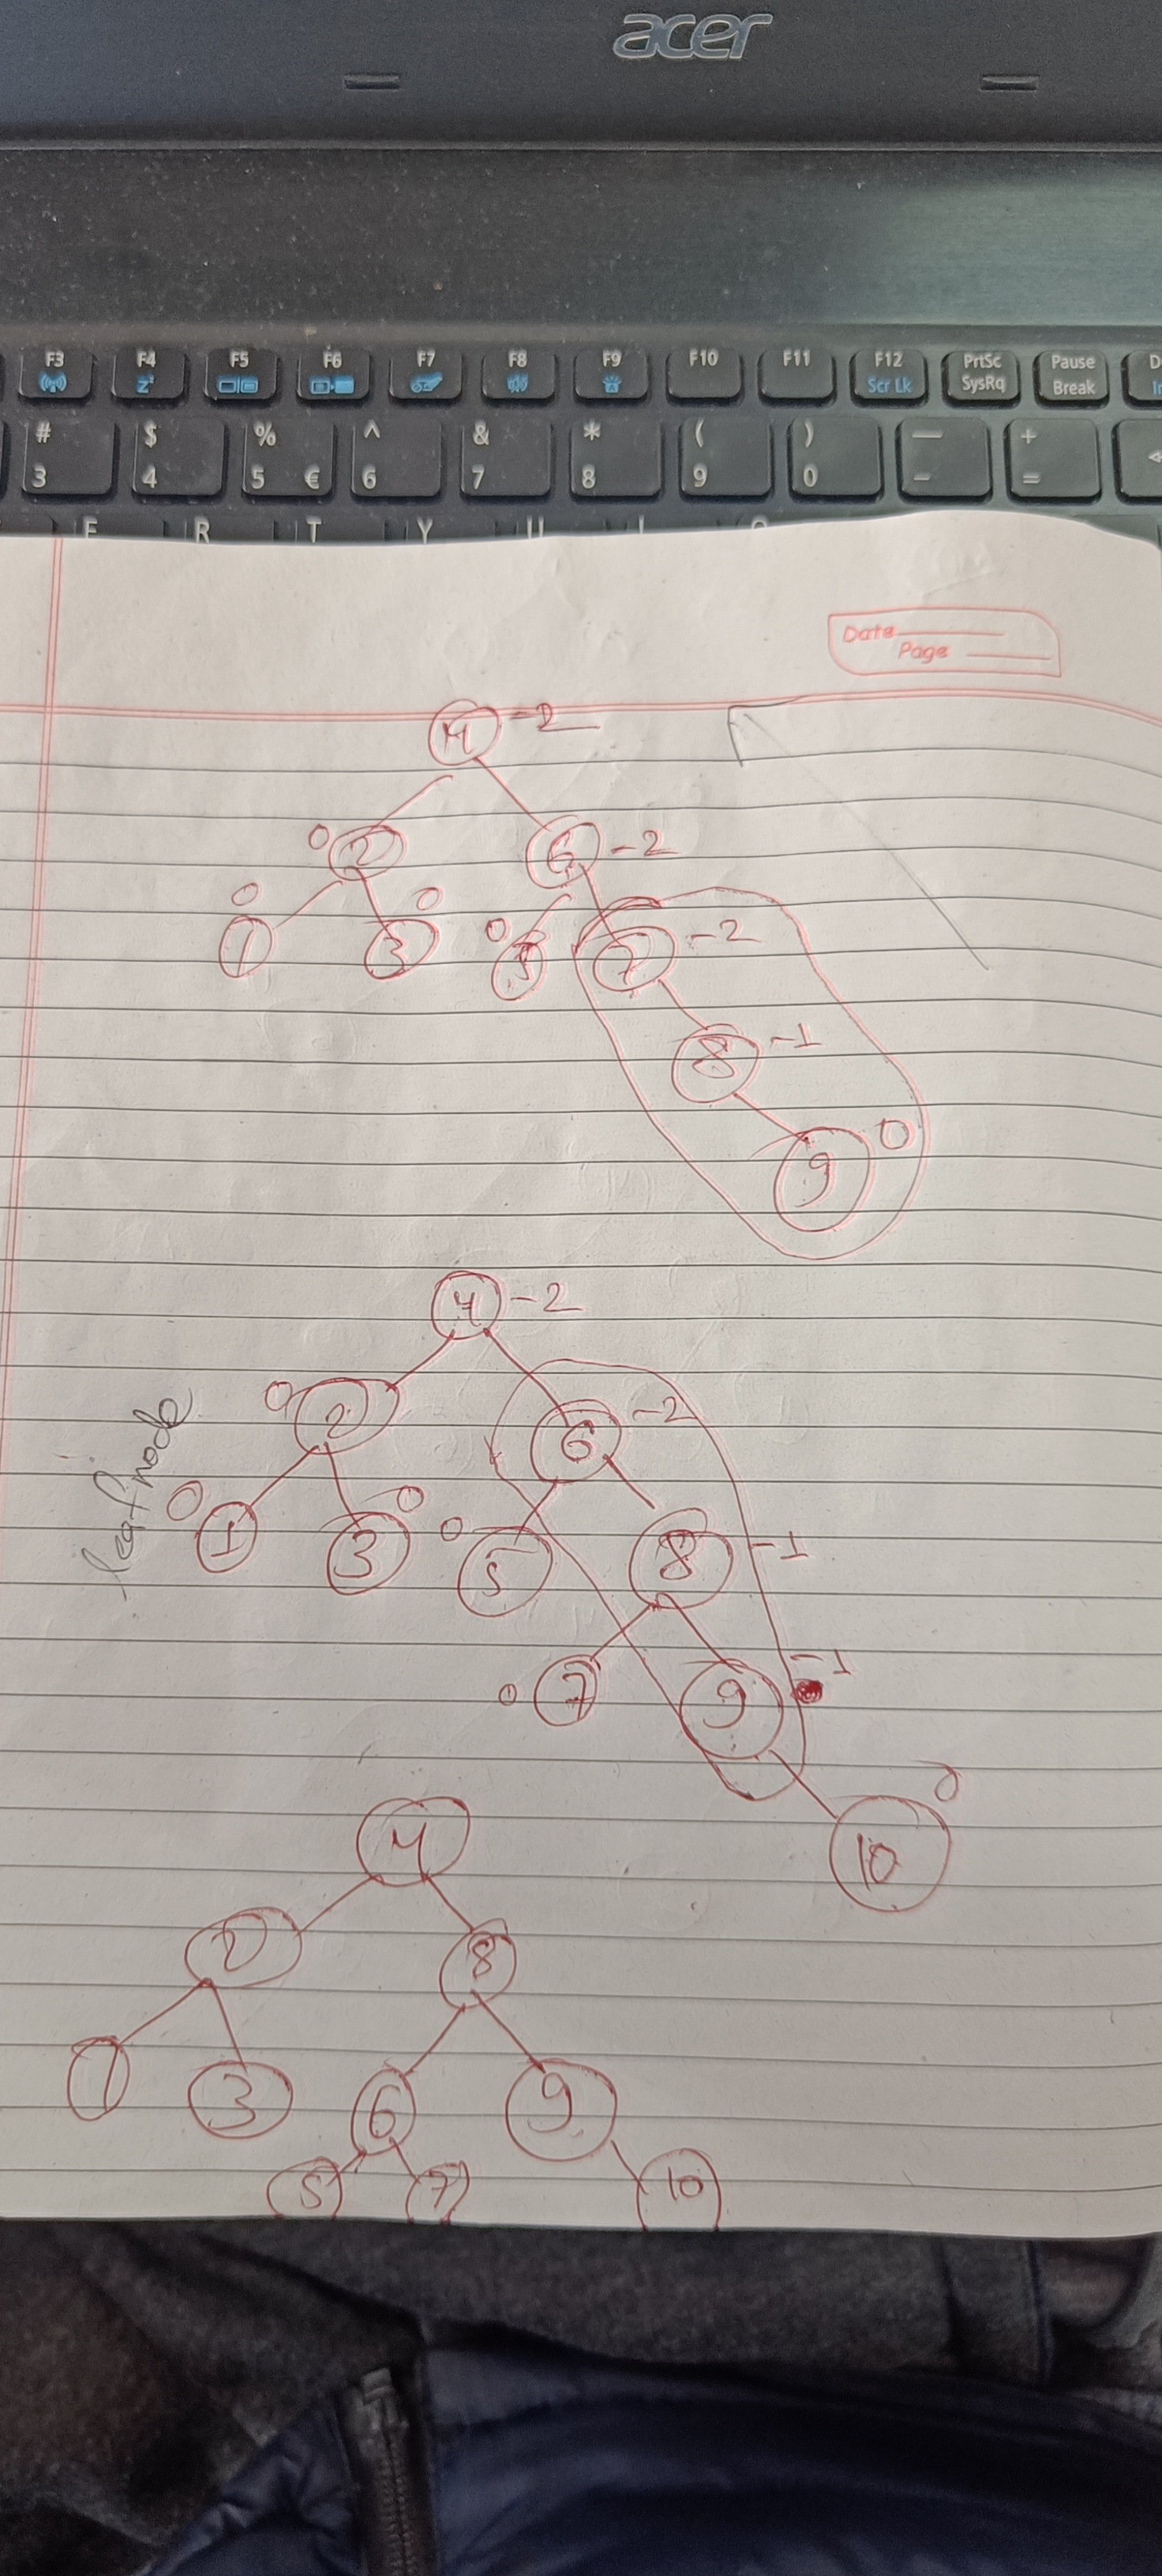 acer
F3 F4 F5 F6 F7 F8 F9 F10 F11 F12 PrtSc Pause
Z Scr Lk SysRq Break
# $ % ^ & * ( ) — +
3 4 5 € 6 7 8 9 0 - =
E R T Y U
Date
Page
4 -2
0 2 6 -2
0 0 0 -2
1 3 5 7
8 -1
9 0
4 -2
0 2 6 -2
leaf node
0 1 0 3 0 5 8 -1
0 7 9 -1
0
10
4
2 8
1 3 6 9
5 7 10